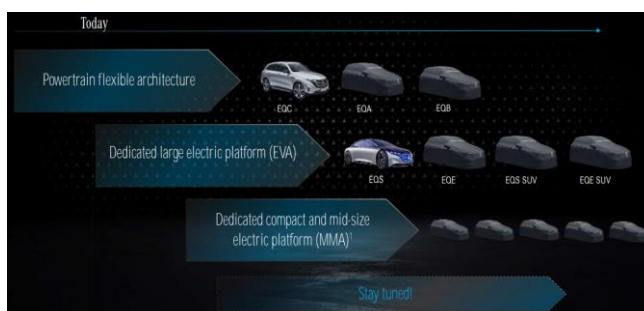 Today
Powertrain flexible architecture
EQC
EQA
EQB
Dedicated large electric platform (EVA)
EQS
EQE
EQS SUV
EQE SUV
Dedicated compact and mid-size
electric platform (MMA)¹
Stay tuned!